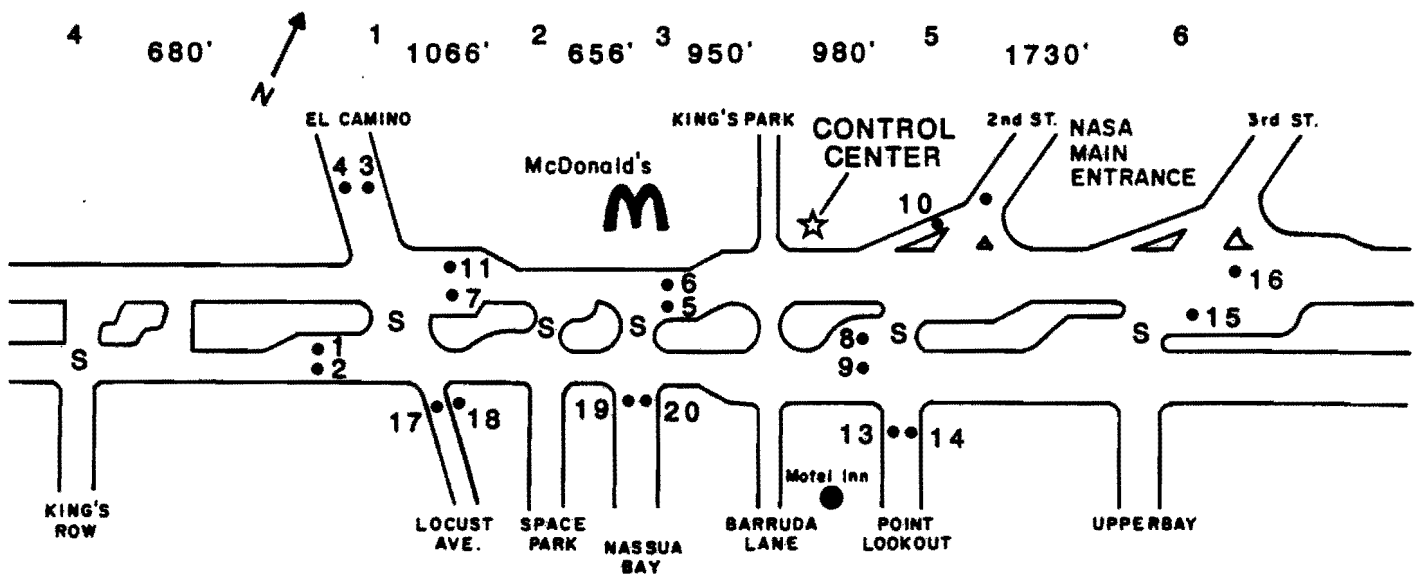 4 680' 1 1066' 2 656' 3 950' 980' 5 1730' 6
N
EL CAMINO
KING'S PARK
CONTROL
CENTER
2nd ST.
NASA
MAIN
ENTRANCE
3rd ST.
McDonald's
4 3
10
11
7
6
5
16
15
S
S
S
S
S
S
1
2
8
9
17
18
19
20
13
14
Motel Inn
KING'S
ROW
LOCUST
AVE.
SPACE
PARK
NASSUA
BAY
BARRUDA
LANE
POINT
LOOKOUT
UPPERBAY